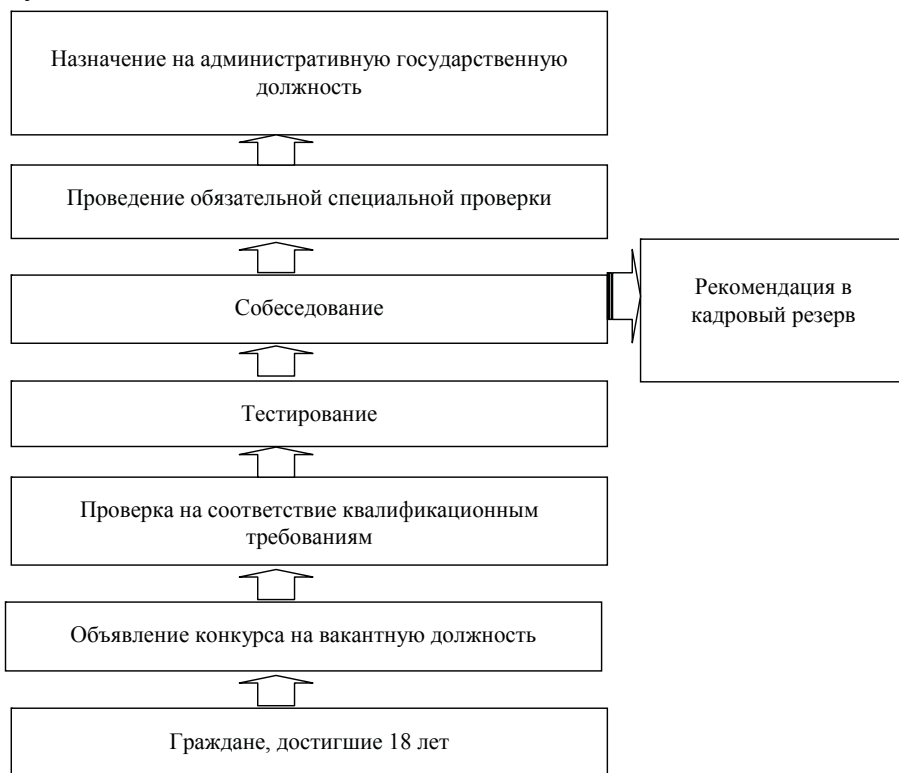 Назначение на административную государственную
должность
Проведение обязательной специальной проверки
Собеседование
Рекомендация в
кадровый резерв
Тестирование
Проверка на соответствие квалификационным
требованиям
Объявление конкурса на вакантную должность
Граждане, достигшие 18 лет